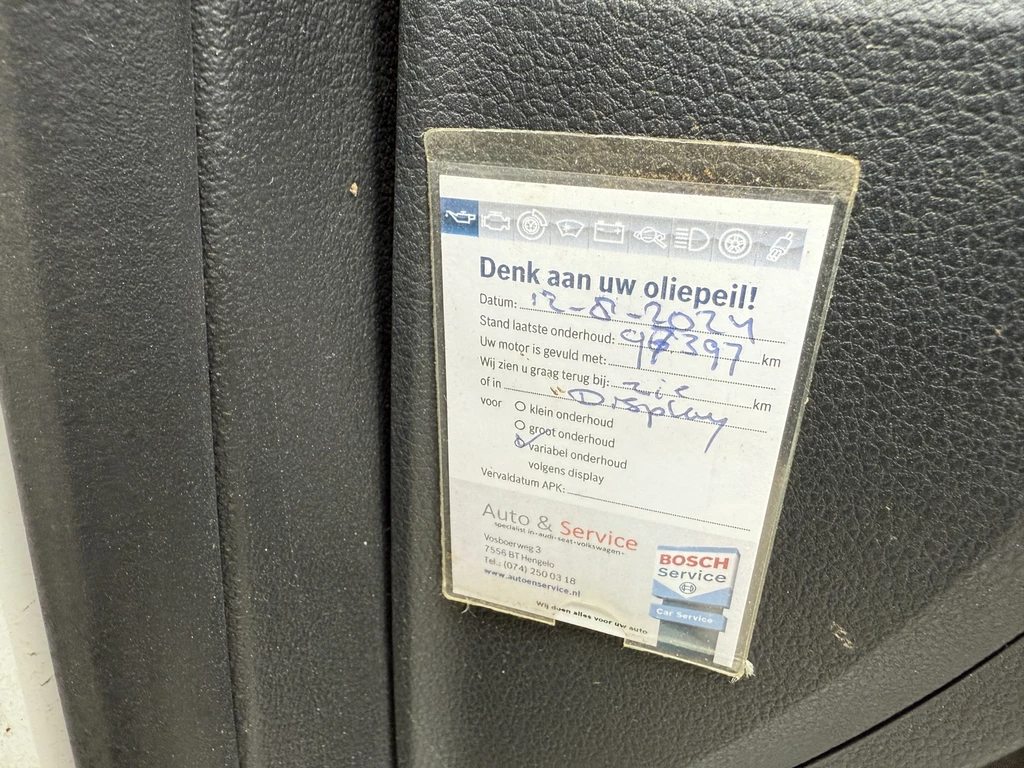 Denk aan uw oliepeil!
Datum: 12-8-2024
Stand laatste onderhoud: 97397 km
Uw motor is gevuld met:
Wij zien u graag terug bij: zie km
of in Display
voor klein onderhoud
groot onderhoud
variabel onderhoud
volgens display
Vervaldatum APK:
Auto & Service
specialist in-audi-seat-volkswagen-
Vosboerweg 3
7556 BT Hengelo
Tel.: (074) 250 03 18
www.autoenservice.nl
BOSCH
Service
Car Service
Wij doen alles voor uw auto